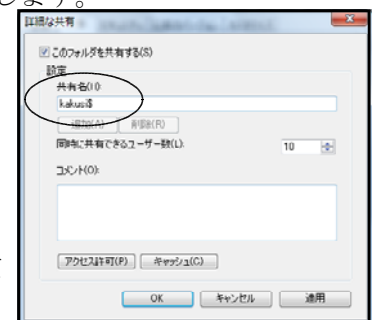 します。
詳細な共有
このフォルダを共有する(S)
設定
共有名(H):
kakusi$
追加(A) 削除(R)
同時に共有できるユーザー数(L): 10
コメント(O):
アクセス許可(P) キャッシュ(C)
OK キャンセル 適用